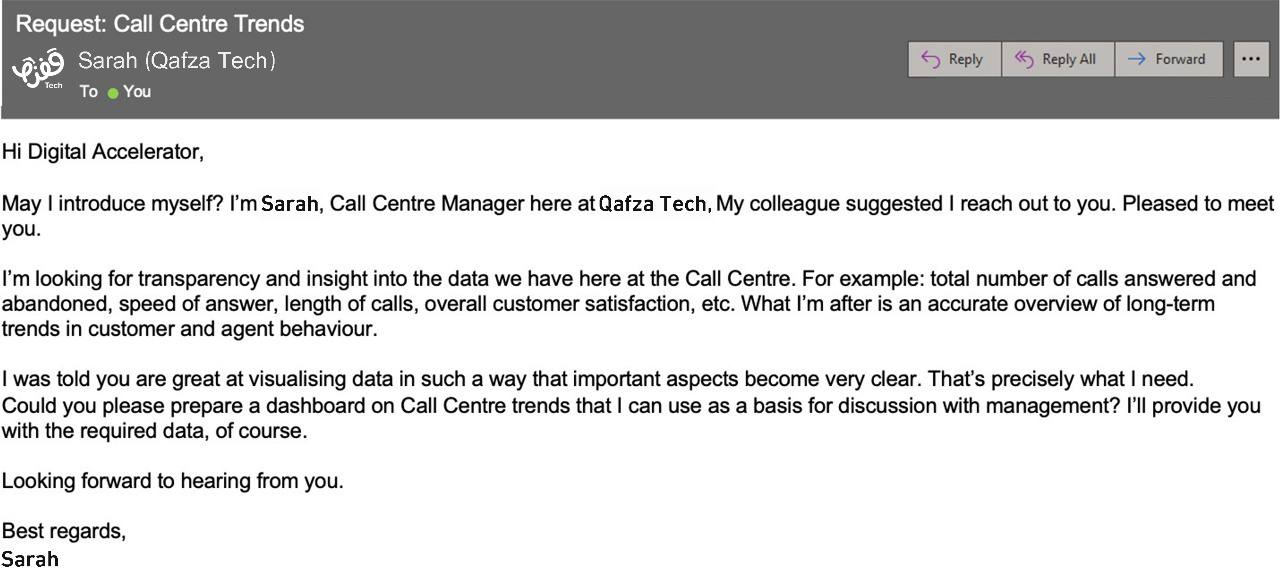 Request: Call Centre Trends
قفزة
Tech
Sarah (Qafza Tech)
To You
Reply
Reply All
Forward
Hi Digital Accelerator,
May I introduce myself? I'm Sarah, Call Centre Manager here at Qafza Tech, My colleague suggested I reach out to you. Pleased to meet
you.
I'm looking for transparency and insight into the data we have here at the Call Centre. For example: total number of calls answered and
abandoned, speed of answer, length of calls, overall customer satisfaction, etc. What I'm after is an accurate overview of long-term
trends in customer and agent behaviour.
I was told you are great at visualising data in such a way that important aspects become very clear. That's precisely what I need.
Could you please prepare a dashboard on Call Centre trends that I can use as a basis for discussion with management? I'll provide you
with the required data, of course.
Looking forward to hearing from you.
Best regards,
Sarah